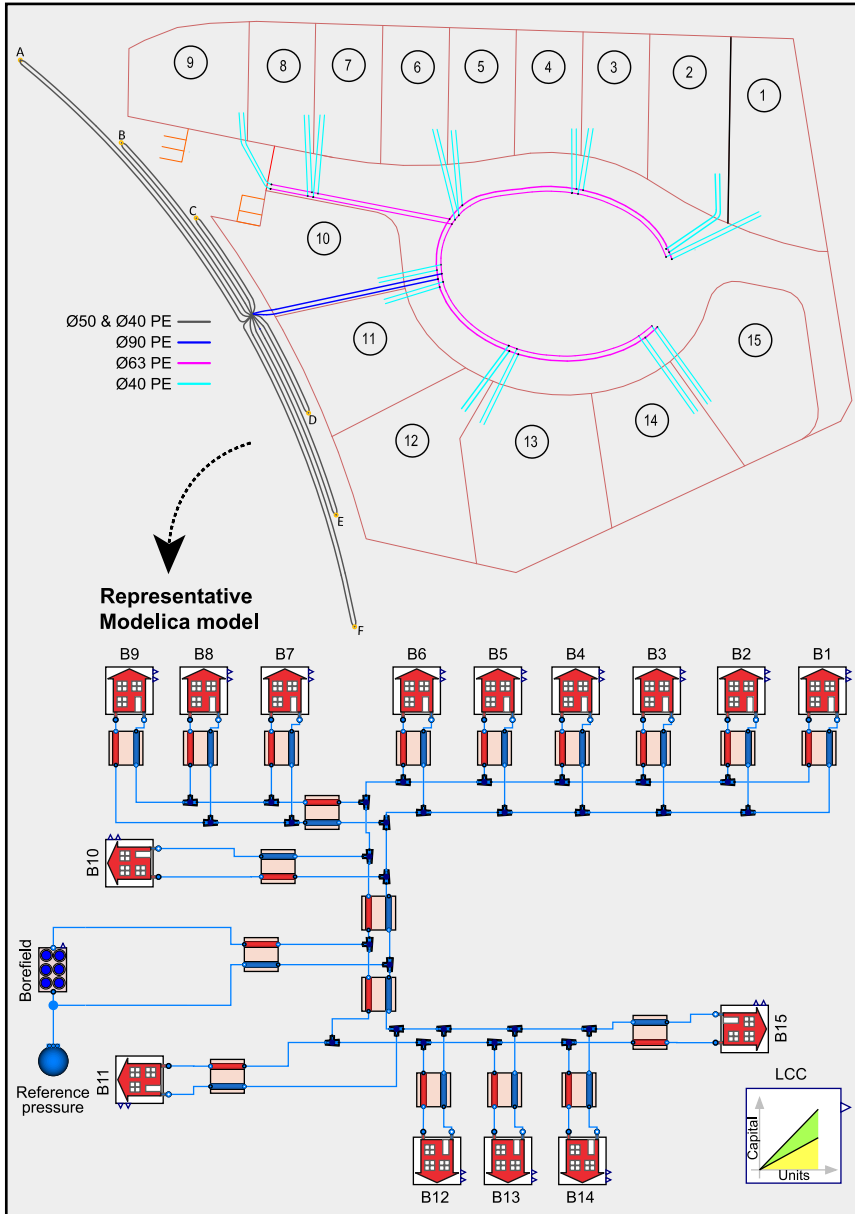 A
9
8
7
6
5
4
3
2
1
B
C
10
Ø50 & Ø40 PE
Ø90 PE
Ø63 PE
Ø40 PE
11
15
D
12
13
14
E
F
Representative
Modelica model
B9
B8
B7
B6
B5
B4
B3
B2
B1
B10
Borefield
Reference
pressure
B11
B15
LCC
Capital
Units
B12
B13
B14